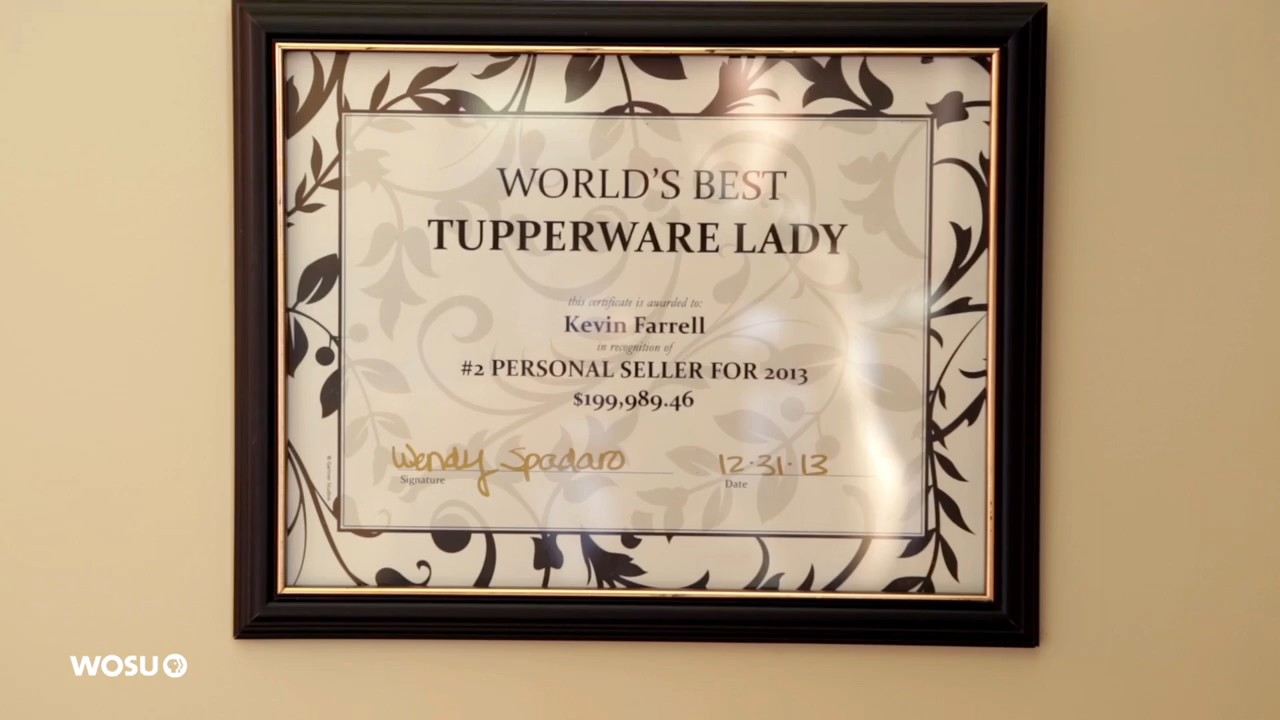 WORLD'S BEST
TUPPERWARE LADY
this certificate is awarded to:
Kevin Farrell
in recognition of
#2 PERSONAL SELLER FOR 2013
$199,989.46
Wendy Spadaro
12·31·13
Signature
Date
WOSU